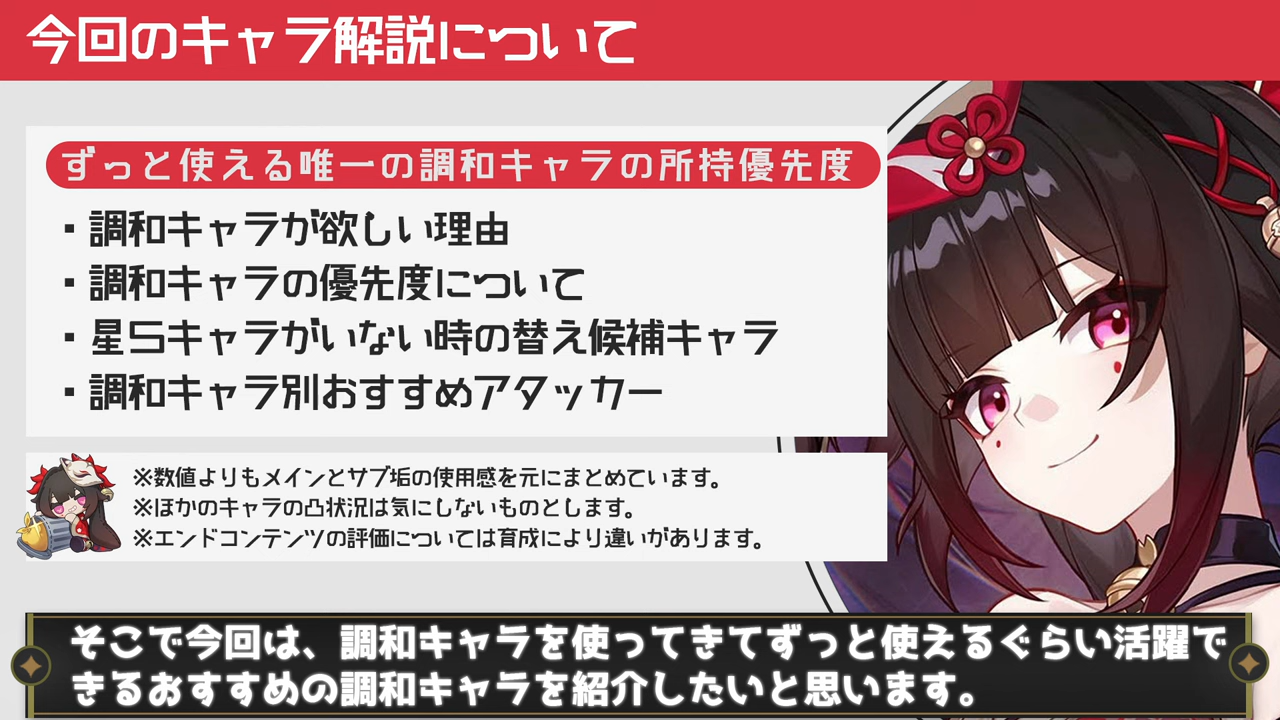 今回のキャラ解説について
ずっと使える唯一の調和キャラの所持優先度
・調和キャラが欲しい理由
・調和キャラの優先度について
・星5キャラがいない時の替え候補キャラ
・調和キャラ別おすすめアタッカー
※数値よりもメインとサブ垢の使用感を元にまとめています。
※ほかのキャラの凸状況は気にしないものとします。
※エンドコンテンツの評価については育成により違いがあります。
そこで今回は、調和キャラを使ってきてずっと使えるぐらい活躍で
きるおすすめの調和キャラを紹介したいと思います。